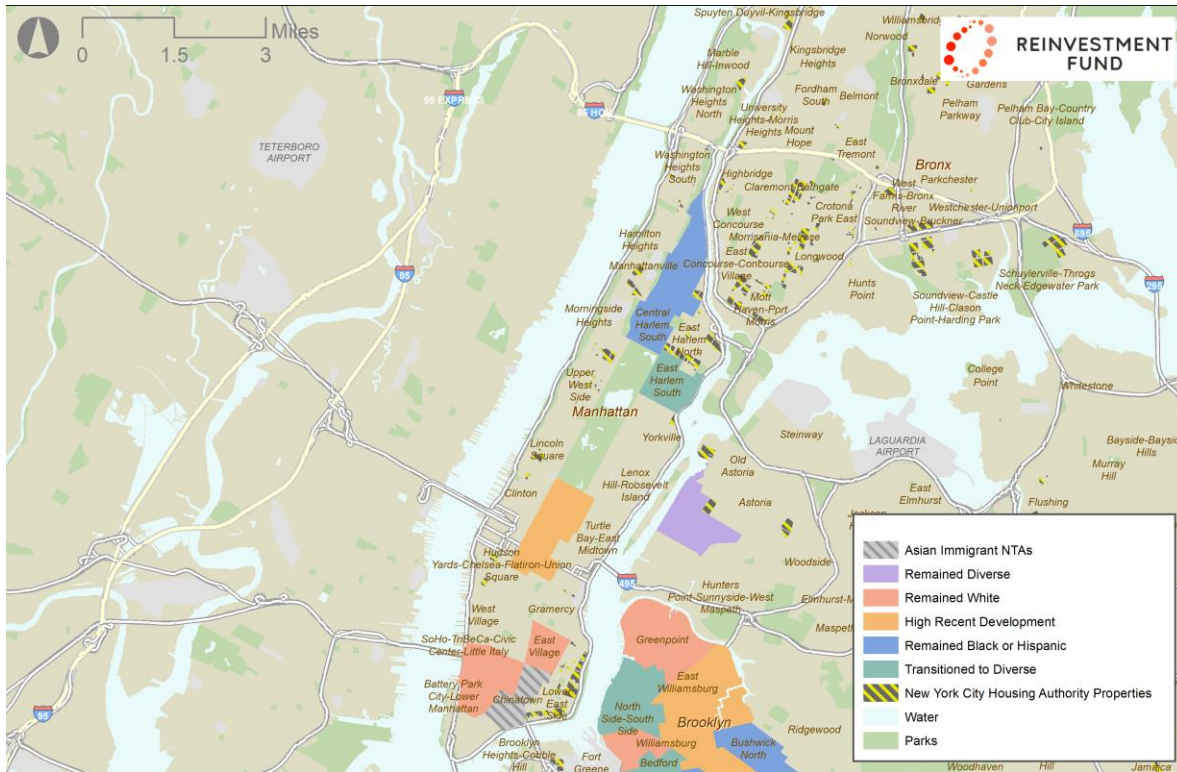 Spuyten Duyvil-Kingsbridge
Miles
0 1.5 3
REINVESTMENT
FUND
Norwood
Marble
Hill-Inwood
Kingsbridge
Heights
Bronxdale
Gardens
95 EXPRESS
Washington
Heights
North
Fordham
South
Belmont
Pelham
Parkway
Pelham Bay-Country
Club-City Island
University
Heights-Morris
Heights
Mount
Hope
TETERBORO
AIRPORT
Washington
Heights
South
East
Tremont
Bronx
Highbridge
West
Farms-Bronx
River
Parkchester
Crotona
Park East
Westchester-Unionport
Soundview-Bruckner
West
Concourse
Hamilton
Heights
Morrisania-Melrose
695
East
Concourse-Concourse
Village
Longwood
Manhattanville
95
Schuylerville-Throgs
Neck-Edgewater Park
295
Hunts
Point
Mott
Haven-Port
Morris
Soundview-Castle
Hill-Clason
Point-Harding Park
Morningside
Heights
Central
Harlem
South
East
Harlem
North
East
Harlem
South
College
Point
Upper
West
Side
Whitestone
Manhattan
Yorkville
Steinway
LAGUARDIA
AIRPORT
Lincoln
Square
Old
Astoria
Murray
Hill
Lenox
Hill-Roosevelt
Island
Clinton
Astoria
East
Elmhurst
Flushing
Turtle
Bay-East
Midtown
Hudson
Yards-Chelsea-Flatiron-Union
Square
Woodside
495
Hunters
Point-Sunnyside-West
Maspeth
West
Village
Gramercy
SoHo-TriBeCa-Civic
Center-Little Italy
East
Village
Greenpoint
Battery Park
City-Lower
Manhattan
Chinatown
Lower
East
Side
East
Williamsburg
95
North
Side-South
Side
Brooklyn
Ridgewood
Williamsburg
Bushwick
North
Brooklyn
Heights-Cobble
Hill
Fort
Greene
Bedford
Woodhaven
Hill
Jamaica
Asian Immigrant NTAs
Remained Diverse
Remained White
High Recent Development
Remained Black or Hispanic
Transitioned to Diverse
New York City Housing Authority Properties
Water
Parks